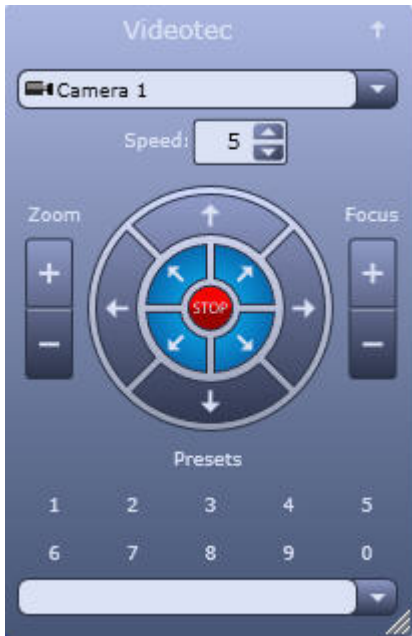 Videotec
Camera 1
Speed: 5
Zoom
Focus
STOP
Presets
1 2 3 4 5
6 7 8 9 0